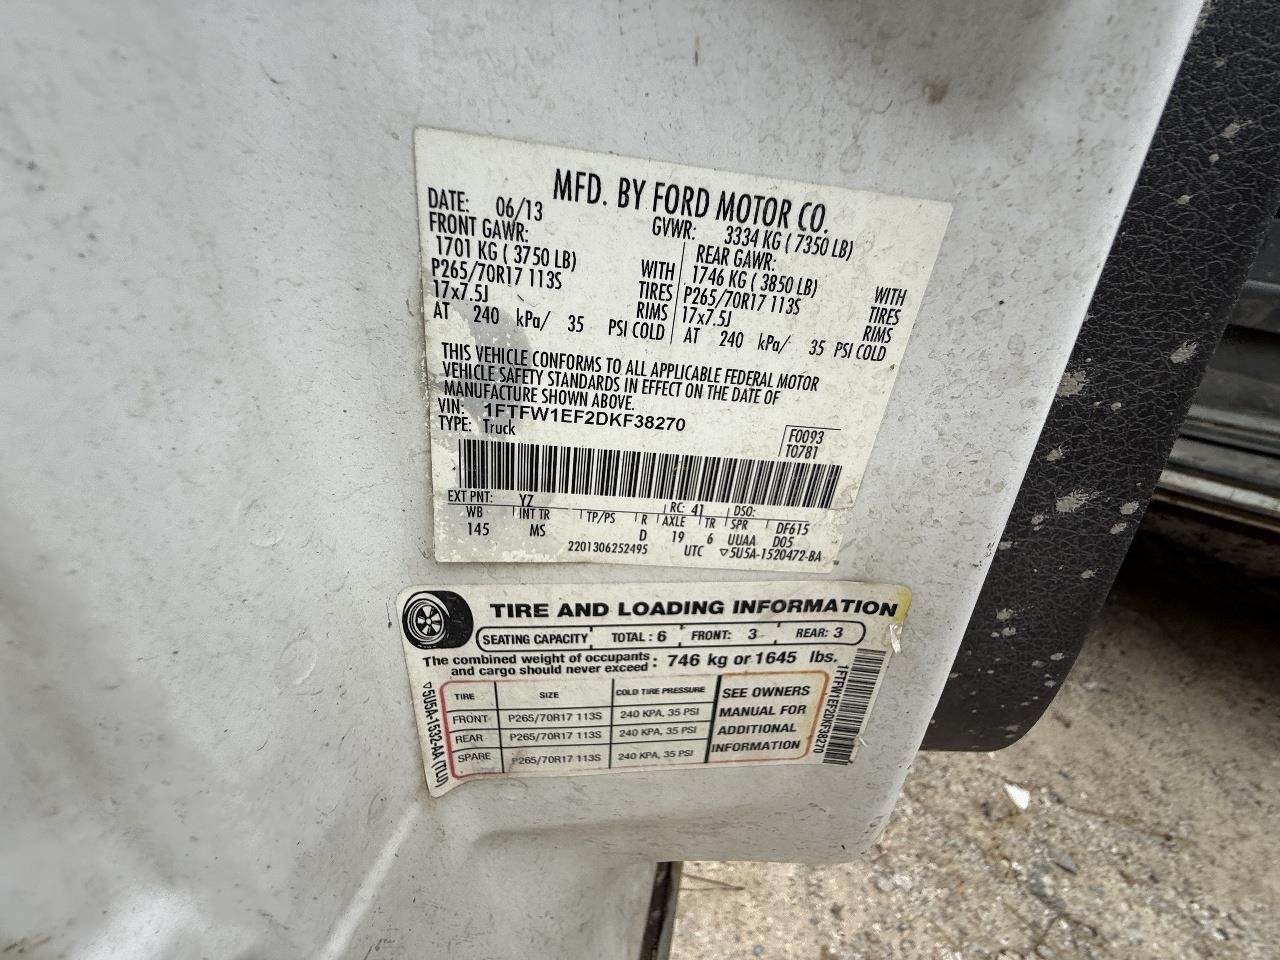 MFD. BY FORD MOTOR CO.
DATE: 06/13 GVWR: 3334 KG ( 7350 LB)
FRONT GAWR: REAR GAWR:
1701 KG ( 3750 LB) WITH 1746 KG ( 3850 LB) WITH
P265/70R17 113S TIRES P265/70R17 113S TIRES
17x7.5J RIMS 17x7.5J RIMS
AT 240 kPa/ 35 PSI COLD AT 240 kPa/ 35 PSI COLD
THIS VEHICLE CONFORMS TO ALL APPLICABLE FEDERAL MOTOR
VEHICLE SAFETY STANDARDS IN EFFECT ON THE DATE OF
MANUFACTURE SHOWN ABOVE.
VIN: 1FTFW1EF2DKF38270
TYPE: Truck
F0093
T0781
EXT PNT: YZ RC: 41 DSO:
WB INT TR TP/PS R AXLE TR SPR DF615
145 MS D 19 6 UUAA D05
2201306252495 UTC ▽5U5A-1520472-BA
TIRE AND LOADING INFORMATION
SEATING CAPACITY TOTAL : 6 FRONT: 3 REAR: 3
The combined weight of occupants
and cargo should never exceed : 746 kg or 1645 lbs.
TIRE SIZE COLD TIRE PRESSURE
FRONT P265/70R17 113S 240 KPA, 35 PSI
REAR P265/70R17 113S 240 KPA, 35 PSI
SPARE P265/70R17 113S 240 KPA, 35 PSI
SEE OWNERS
MANUAL FOR
ADDITIONAL
INFORMATION
▽5U5A-1532-AA (TLU)
1FTFW1EF2DKF38270